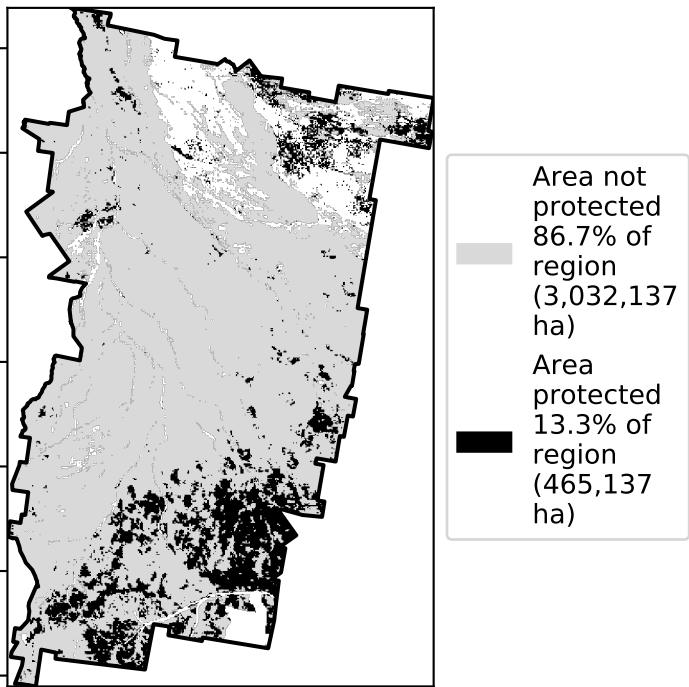 Area not
protected
86.7% of
region
(3,032,137
ha)
Area
protected
13.3% of
region
(465,137
ha)